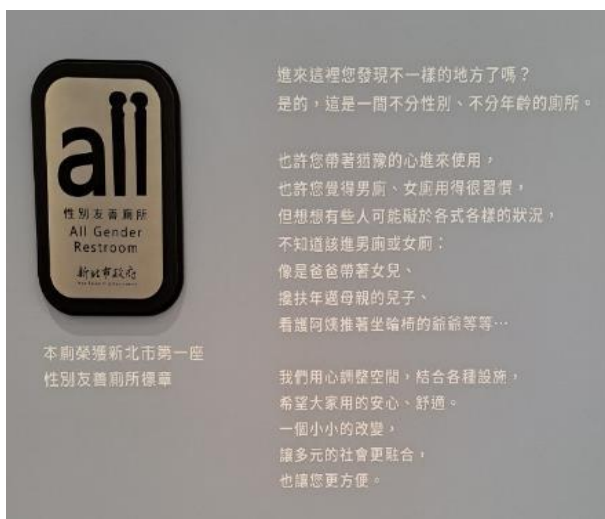 all
性別友善廁所
All Gender
Restroom
新北市政府
本廁榮獲新北市第一座
性別友善廁所標章
進來這裡您發現不一樣的地方了嗎？
是的，這是一間不分性別、不分年齡的廁所。
也許您帶著猶豫的心進來使用，
也許您覺得男廁、女廁用得很習慣，
但想想有些人可能礙於各式各樣的狀況，
不知道該進男廁或女廁：
像是爸爸帶著女兒、
攙扶年邁母親的兒子、
看護阿姨推著坐輪椅的爺爺等等…
我們用心調整空間，結合各種設施，
希望大家用的安心、舒適。
一個小小的改變，
讓多元的社會更融合，
也讓您更方便。